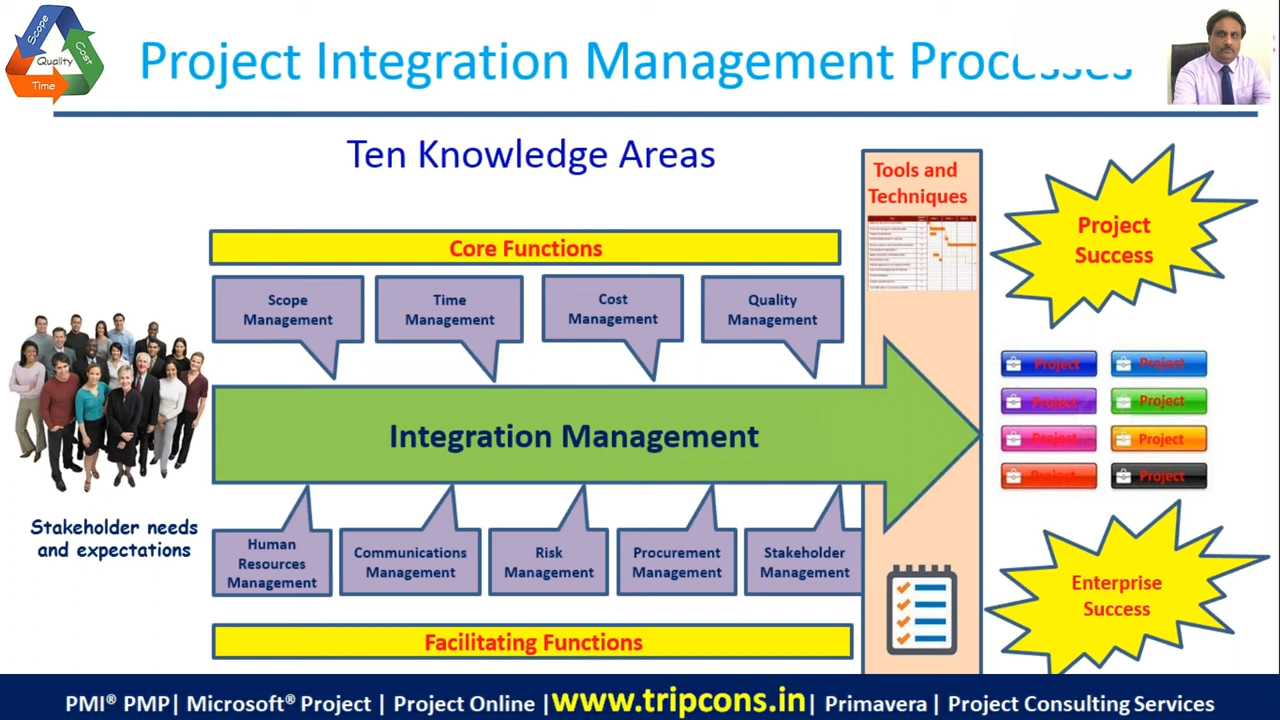 Scope
Cost
Quality
Time
Project Integration Management Processes
Ten Knowledge Areas
Tools and
Techniques
Project
Success
Core Functions
Scope
Management
Time
Management
Cost
Management
Quality
Management
Integration Management
Project
Project
Project
Project
Project
Project
Project
Project
Stakeholder needs
and expectations
Human
Resources
Management
Communications
Management
Risk
Management
Procurement
Management
Stakeholder
Management
Enterprise
Success
Facilitating Functions
PMI® PMP| Microsoft® Project | Project Online |www.tripcons.in| Primavera | Project Consulting Services